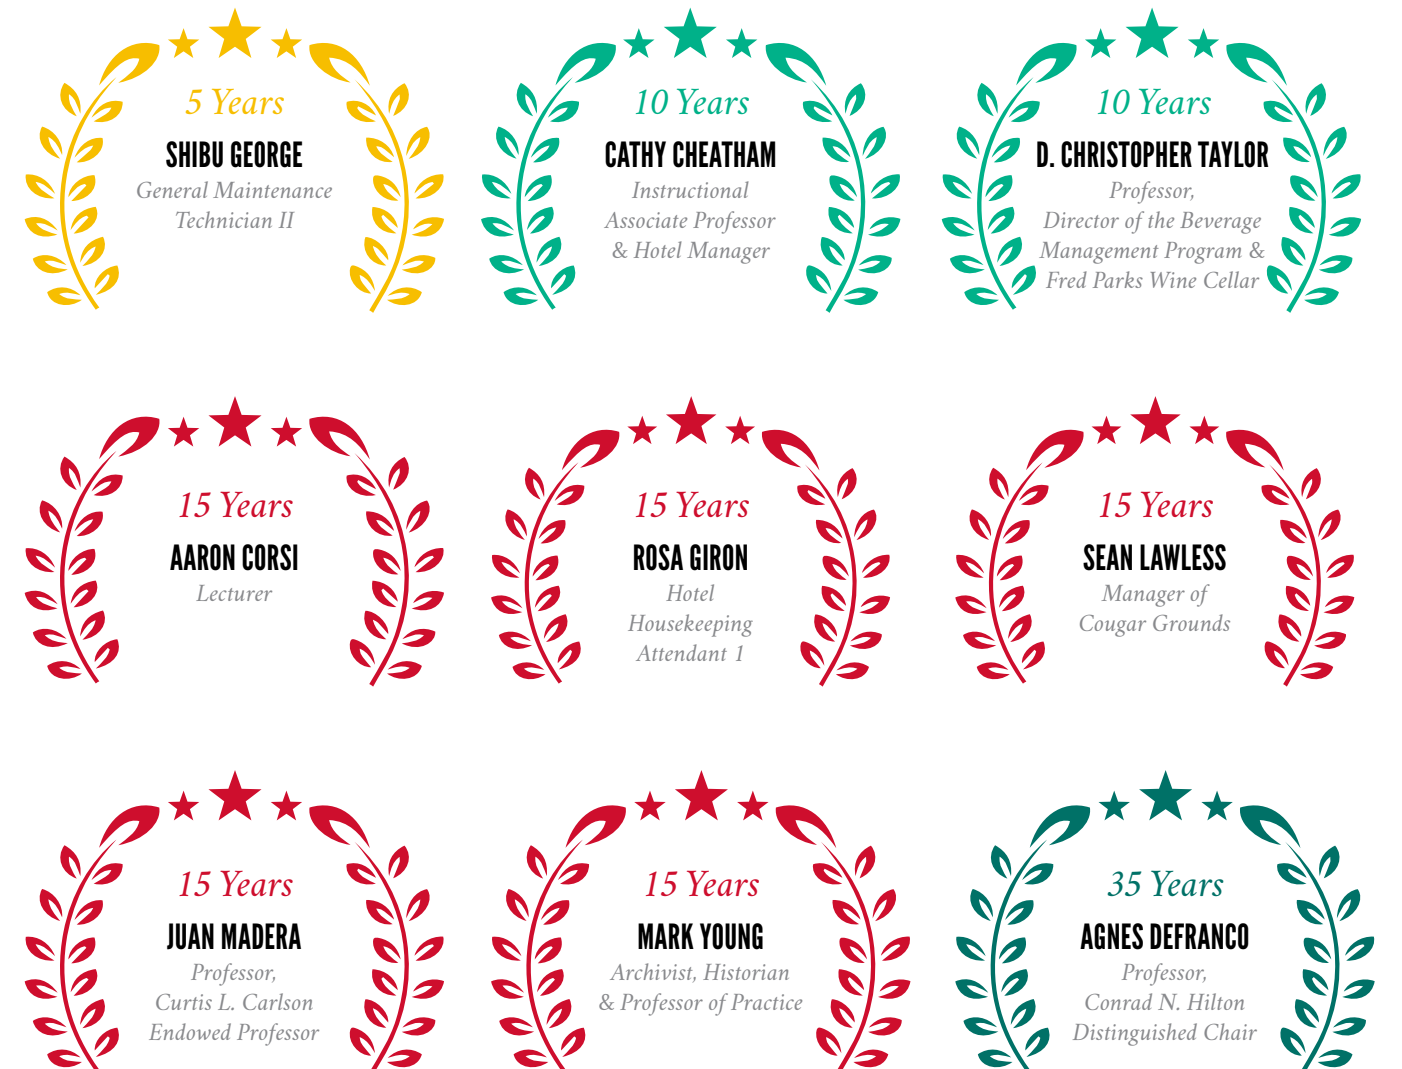 5 Years
SHIBU GEORGE
General Maintenance
Technician II
10 Years
CATHY CHEATHAM
Instructional
Associate Professor
& Hotel Manager
10 Years
D. CHRISTOPHER TAYLOR
Professor,
Director of the Beverage
Management Program &
Fred Parks Wine Cellar
15 Years
AARON CORSI
Lecturer
15 Years
ROSA GIRON
Hotel
Housekeeping
Attendant 1
15 Years
SEAN LAWLESS
Manager of
Cougar Grounds
15 Years
JUAN MADERA
Professor,
Curtis L. Carlson
Endowed Professor
15 Years
MARK YOUNG
Archivist, Historian
& Professor of Practice
35 Years
AGNES DEFRANCO
Professor,
Conrad N. Hilton
Distinguished Chair